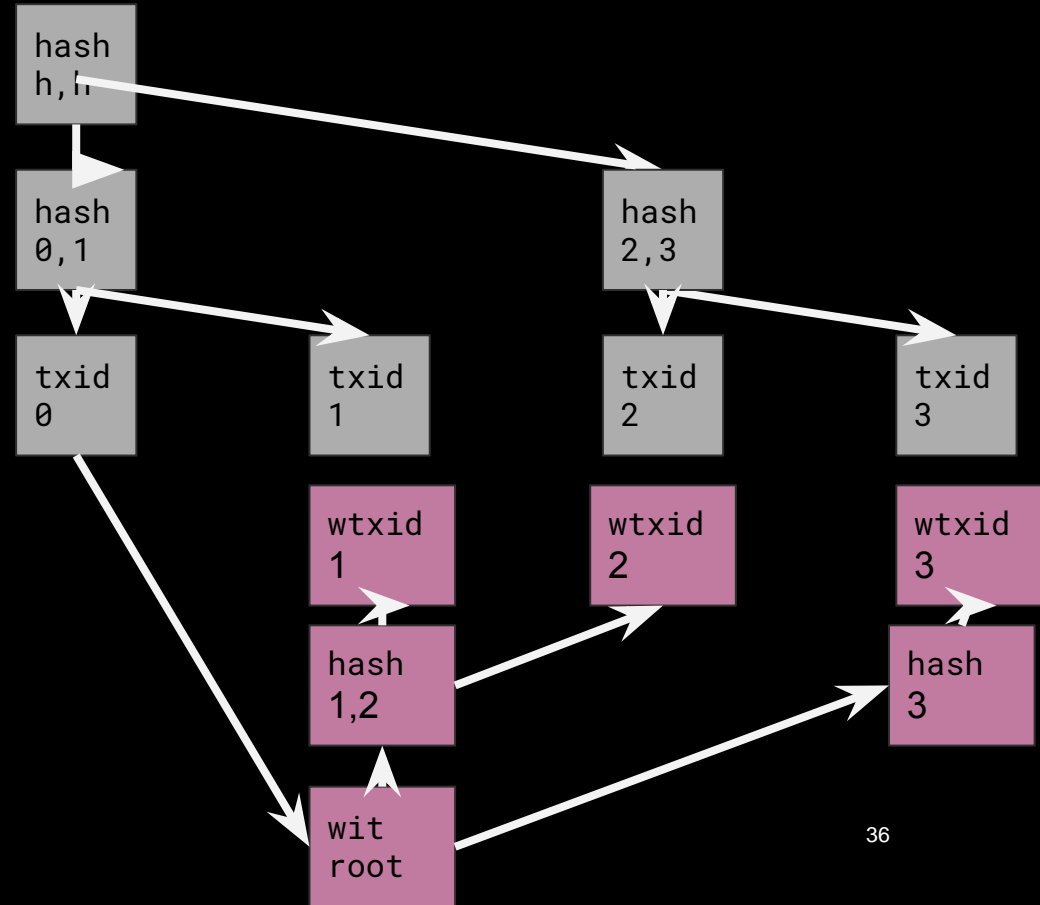 hash
h,h
hash
0,1
hash
2,3
txid
0
txid
1
txid
2
txid
3
wtxid
1
wtxid
2
wtxid
3
hash
1,2
hash
3
wit
root
36